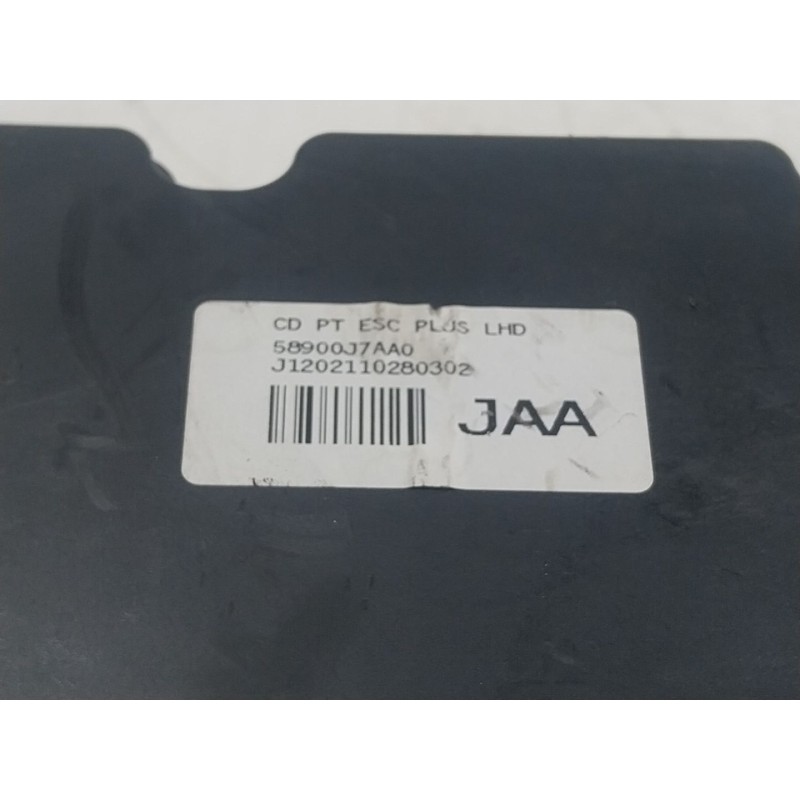 CD PT ESC PLUS LHD
58900J7AA0
J1202110280302
JAA